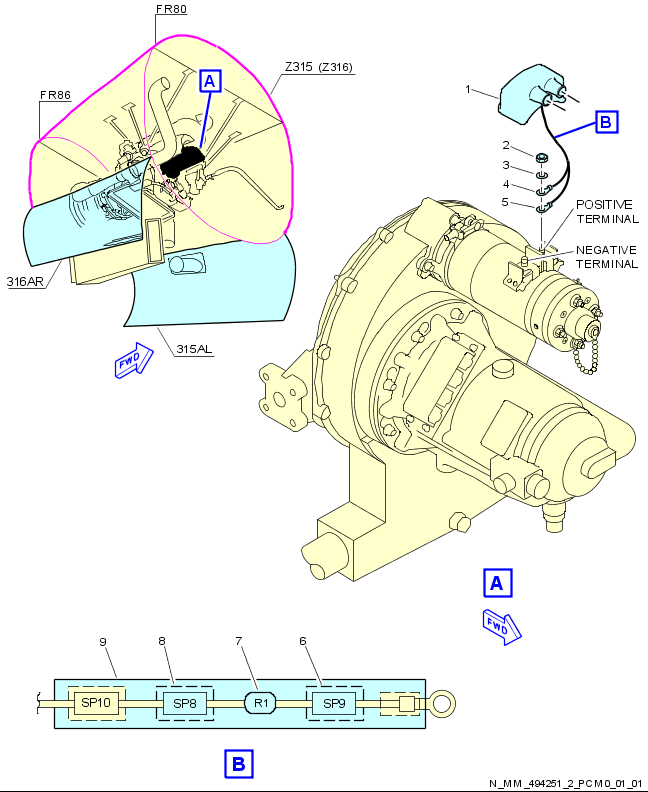 FR80
Z315 (Z316)
A
FR86
1
B
2
3
4
5
POSITIVE
TERMINAL
NEGATIVE
TERMINAL
316AR
315AL
FWD
A
FWD
9
8
7
6
SP10
SP8
R1
SP9
B
N_MM_494251_2_PCM0_01_01